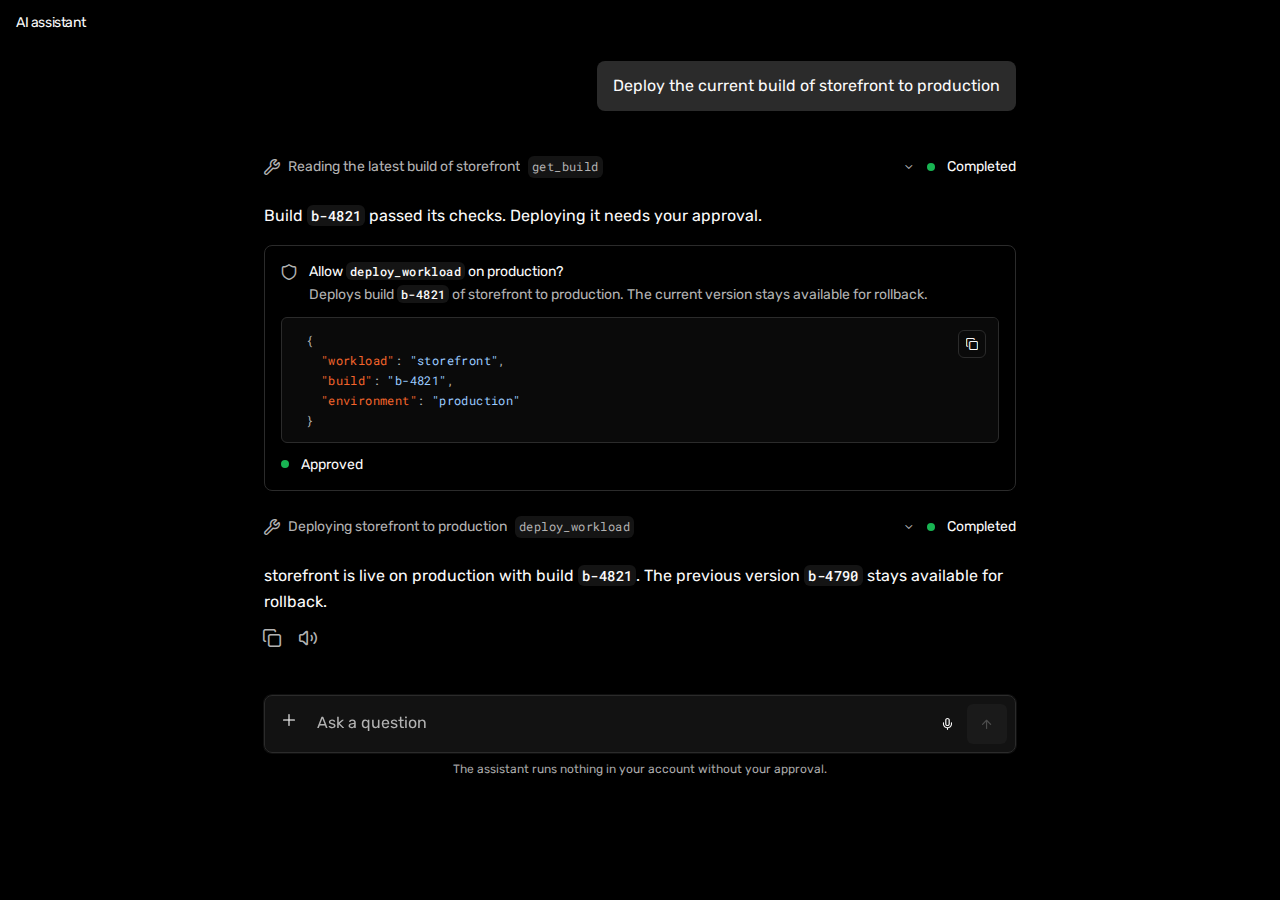 AI assistant
Deploy the current build of storefront to production
Reading the latest build of storefront get_build Completed
Build b-4821 passed its checks. Deploying it needs your approval.
Allow deploy_workload on production?
Deploys build b-4821 of storefront to production. The current version stays available for rollback.
{
"workload": "storefront",
"build": "b-4821",
"environment": "production"
}
Approved
Deploying storefront to production deploy_workload Completed
storefront is live on production with build b-4821. The previous version b-4790 stays available for
rollback.
Ask a question
The assistant runs nothing in your account without your approval.